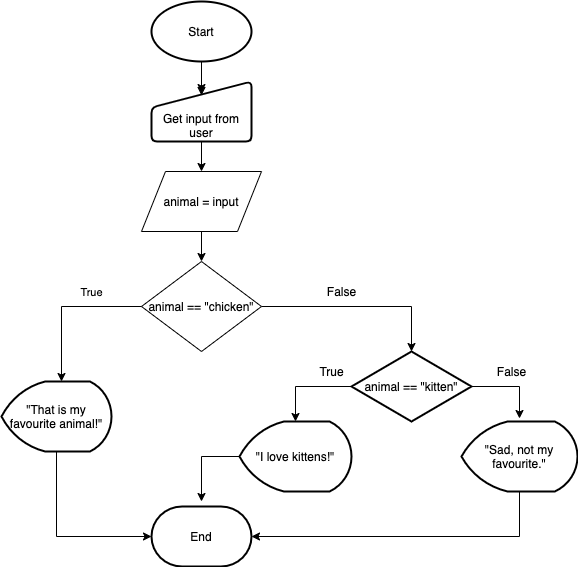 Start
Get input from
user
animal = input
animal == "chicken"
True
False
animal == "kitten"
True
False
"That is my
favourite animal!"
"I love kittens!"
"Sad, not my
favourite."
End